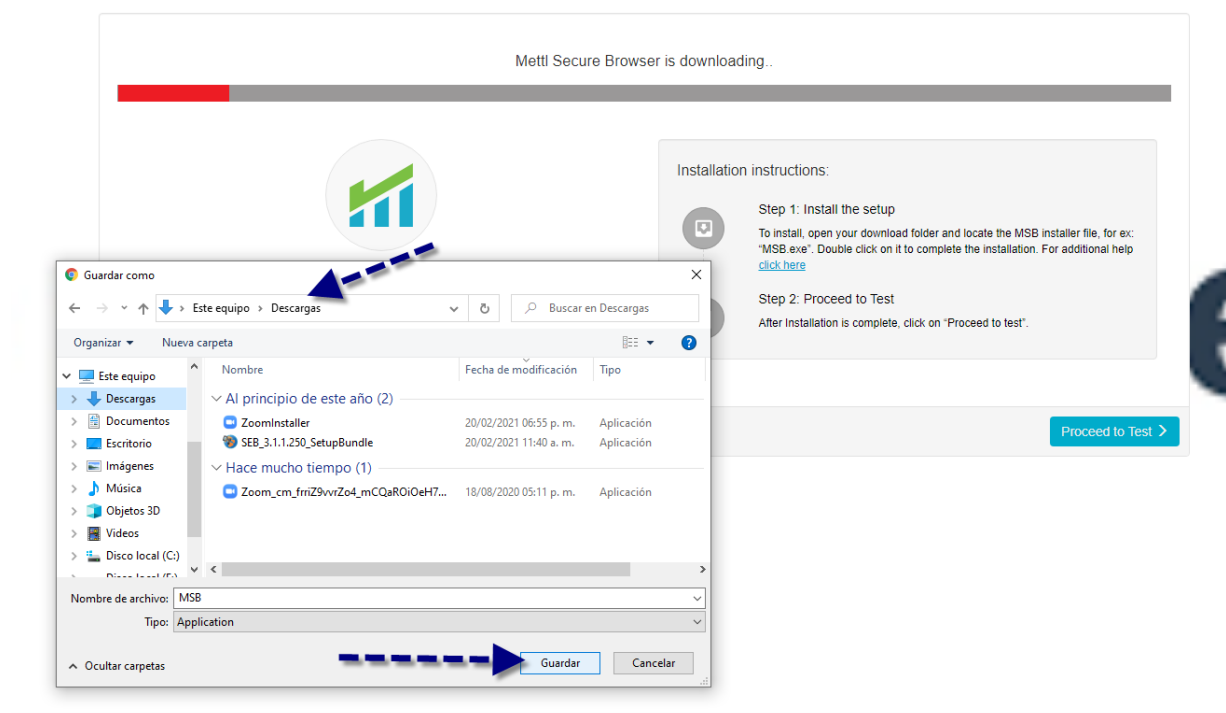 Mettl Secure Browser is downloading..
Installation instructions:
Step 1: Install the setup
To install, open your download folder and locate the MSB installer file, for ex:
“MSB.exe”. Double click on it to complete the installation. For additional help
click here
Step 2: Proceed to Test
After Installation is complete, click on “Proceed to test”.
Proceed to Test
Guardar como
Este equipo > Descargas
Buscar en Descargas
Organizar
Nueva carpeta
Este equipo
Descargas
Documentos
Escritorio
Imágenes
Música
Objetos 3D
Videos
Disco local (C:)
Nombre Fecha de modificación Tipo
Al principio de este año (2)
ZoomInstaller 20/02/2021 06:55 p. m. Aplicación
SEB_3.1.1.250_SetupBundle 20/02/2021 11:40 a. m. Aplicación
Hace mucho tiempo (1)
Zoom_cm_frriZ9vvrZo4_mCQaROiOeH7... 18/08/2020 05:11 p. m. Aplicación
Nombre de archivo: MSB
Tipo: Application
Ocultar carpetas
Guardar
Cancelar